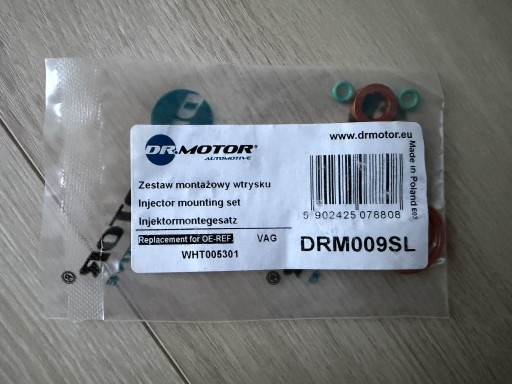 DR.MOTOR®
AUTOMOTIVE
www.drmotor.eu
Zestaw montażowy wtrysku
Injector mounting set
Injektormontegesatz
Made in Poland E09
5 902425 078808
Replacement for OE-REF.
VAG
WHT005301
DRM009SL